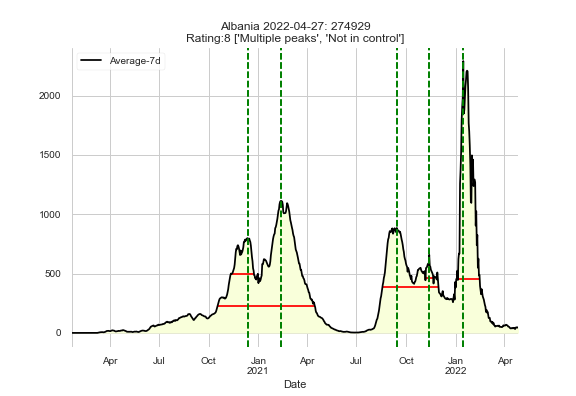 Albania 2022-04-27: 274929
Rating:8 ['Multiple peaks', 'Not in control']
Average-7d
2000
1500
1000
500
0
Apr Jul Oct Jan Apr Jul Oct Jan Apr
2021 2022
Date